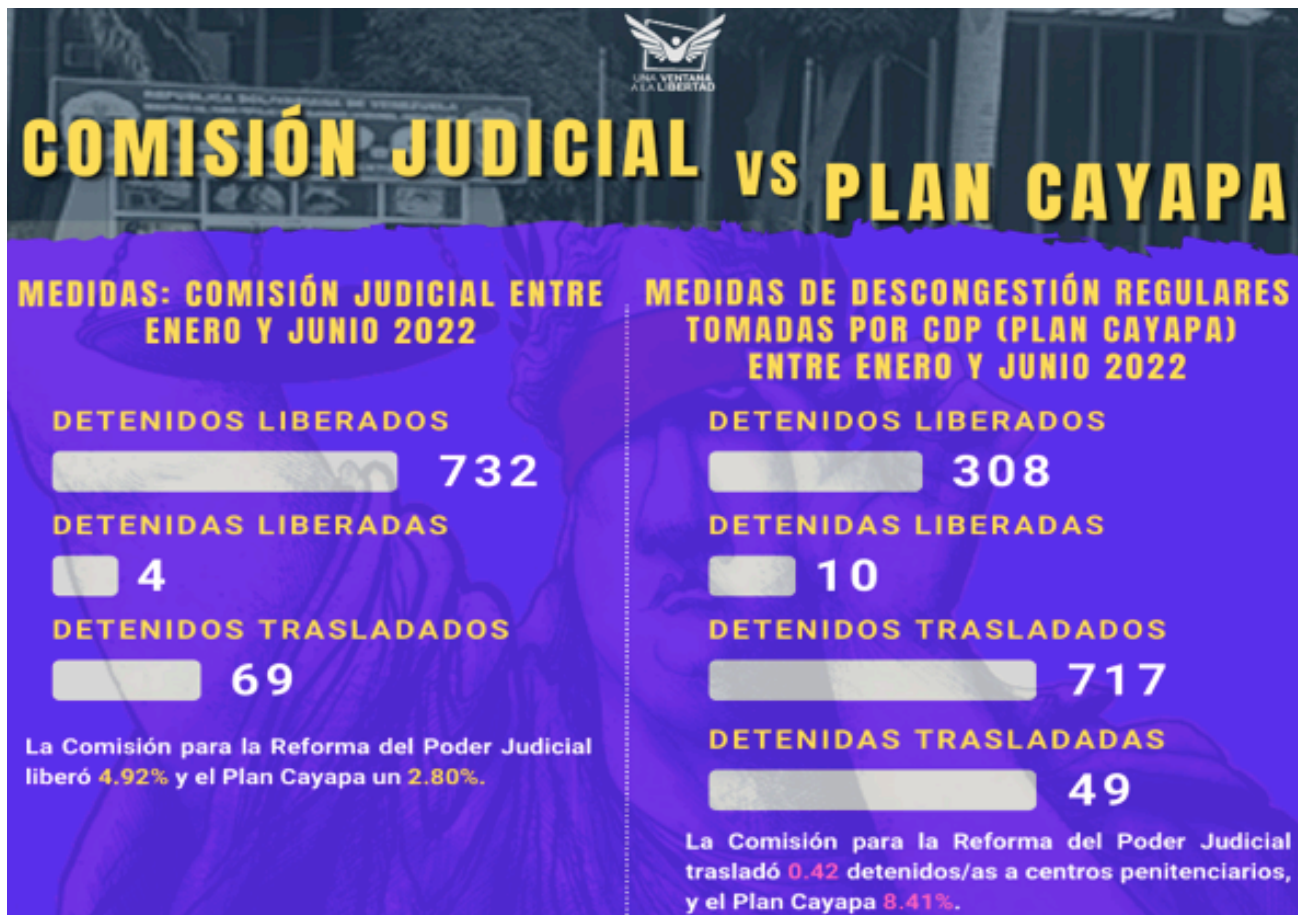 UNA VENTANA
A LA LIBERTAD
REPÚBLICA BOLIVARIANA DE VENEZUELA
COMISIÓN JUDICIAL VS PLAN CAYAPA
MEDIDAS: COMISIÓN JUDICIAL ENTRE
ENERO Y JUNIO 2022
DETENIDOS LIBERADOS
732
DETENIDAS LIBERADAS
4
DETENIDOS TRASLADADOS
69
La Comisión para la Reforma del Poder Judicial
liberó 4.92% y el Plan Cayapa un 2.80%.
MEDIDAS DE DESCONGESTIÓN REGULARES
TOMADAS POR CDP (PLAN CAYAPA)
ENTRE ENERO Y JUNIO 2022
DETENIDOS LIBERADOS
308
DETENIDAS LIBERADAS
10
DETENIDOS TRASLADADOS
717
DETENIDAS TRASLADADAS
49
La Comisión para la Reforma del Poder Judicial
trasladó 0.42 detenidos/as a centros penitenciarios,
y el Plan Cayapa 8.41%.